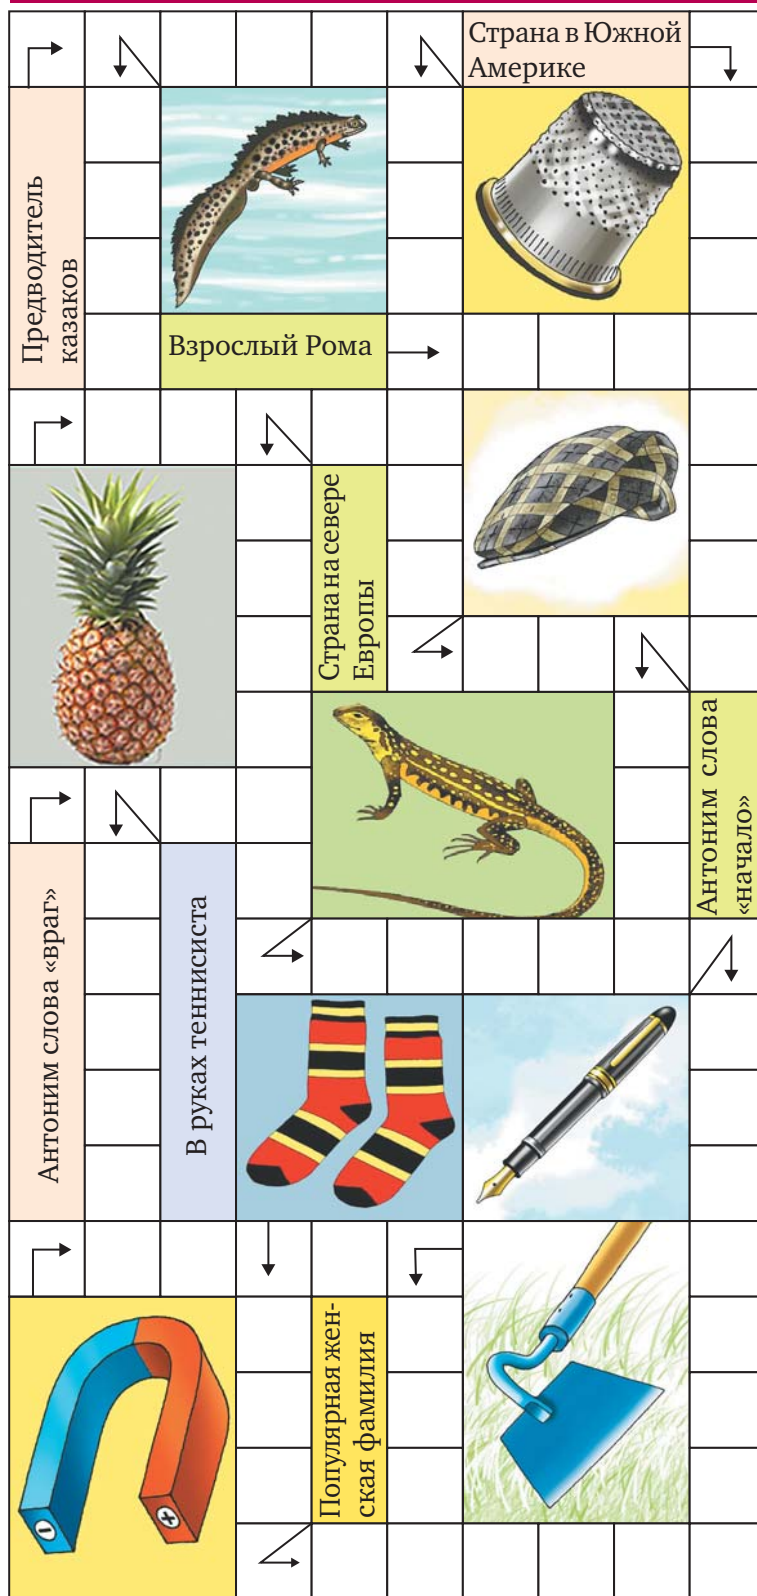 Страна в Южной
Америке
Предводитель
казаков
Взрослый Рома
Страна на севере
Европы
Антоним слова
«начало»
Антоним слова «враг»
В руках теннисиста
Популярная жен-
ская фамилия